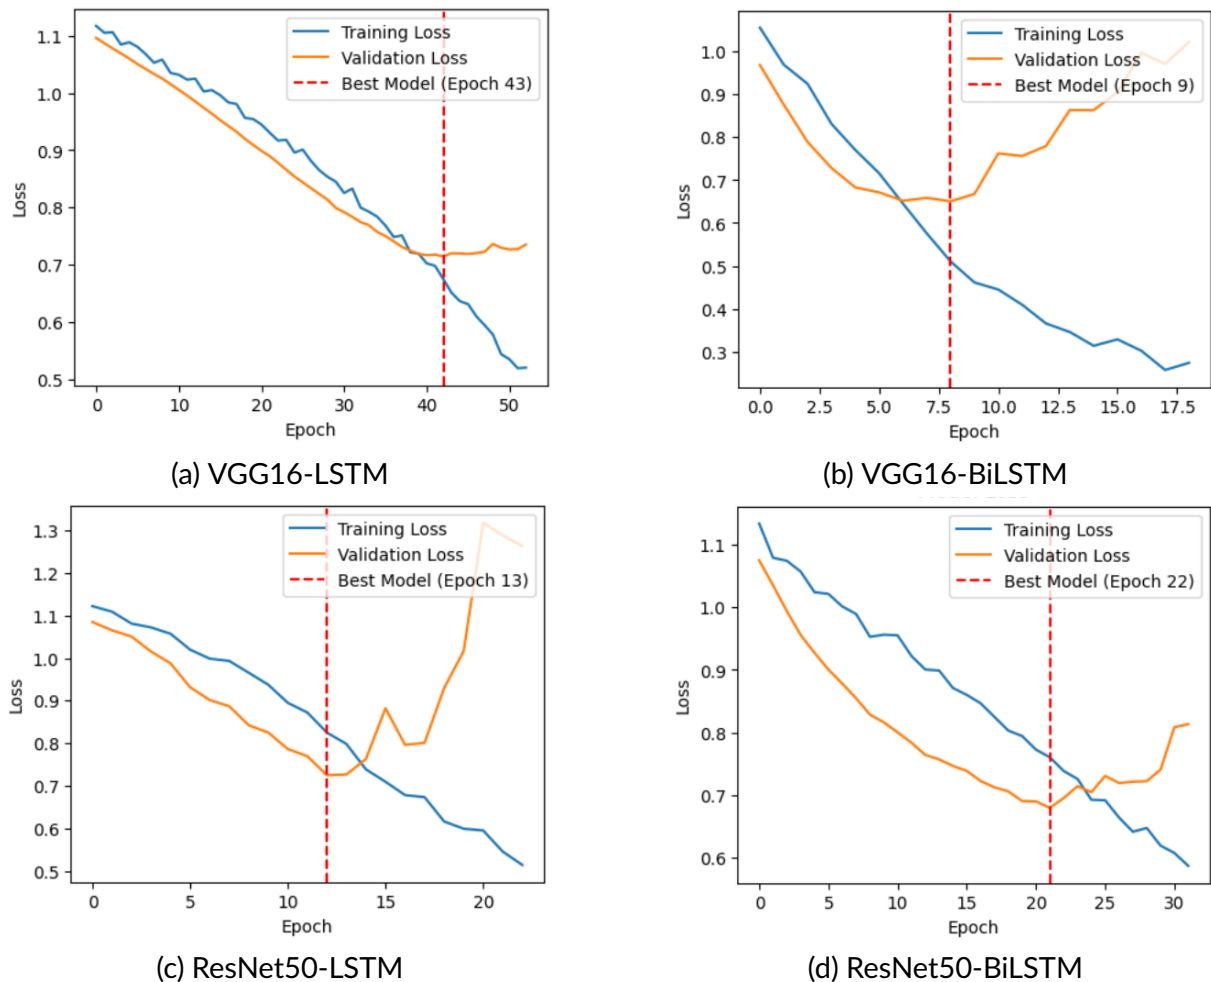 Training Loss
Validation Loss
Best Model (Epoch 43)
1.1
1.0
0.9
0.8
0.7
0.6
0.5
Loss
0 10 20 30 40 50
Epoch
(a) VGG16-LSTM
Training Loss
Validation Loss
Best Model (Epoch 9)
1.0
0.9
0.8
0.7
0.6
0.5
0.4
0.3
Loss
0.0 2.5 5.0 7.5 10.0 12.5 15.0 17.5
Epoch
(b) VGG16-BiLSTM
Training Loss
Validation Loss
Best Model (Epoch 13)
1.3
1.2
1.1
1.0
0.9
0.8
0.7
0.6
0.5
Loss
0 5 10 15 20
Epoch
(c) ResNet50-LSTM
Training Loss
Validation Loss
Best Model (Epoch 22)
1.1
1.0
0.9
0.8
0.7
0.6
Loss
0 5 10 15 20 25 30
Epoch
(d) ResNet50-BiLSTM